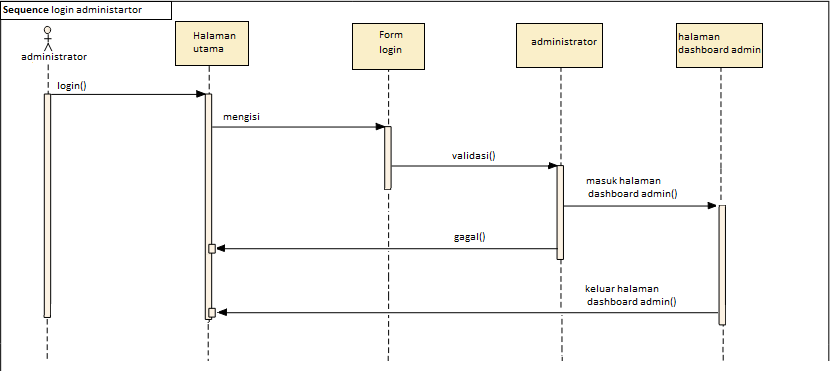 Sequence login administartor
administrator
Halaman
utama
Form
login
administrator
halaman
dashboard admin
login()
mengisi
validasi()
masuk halaman
dashboard admin()
gagal()
keluar halaman
dashboard admin()